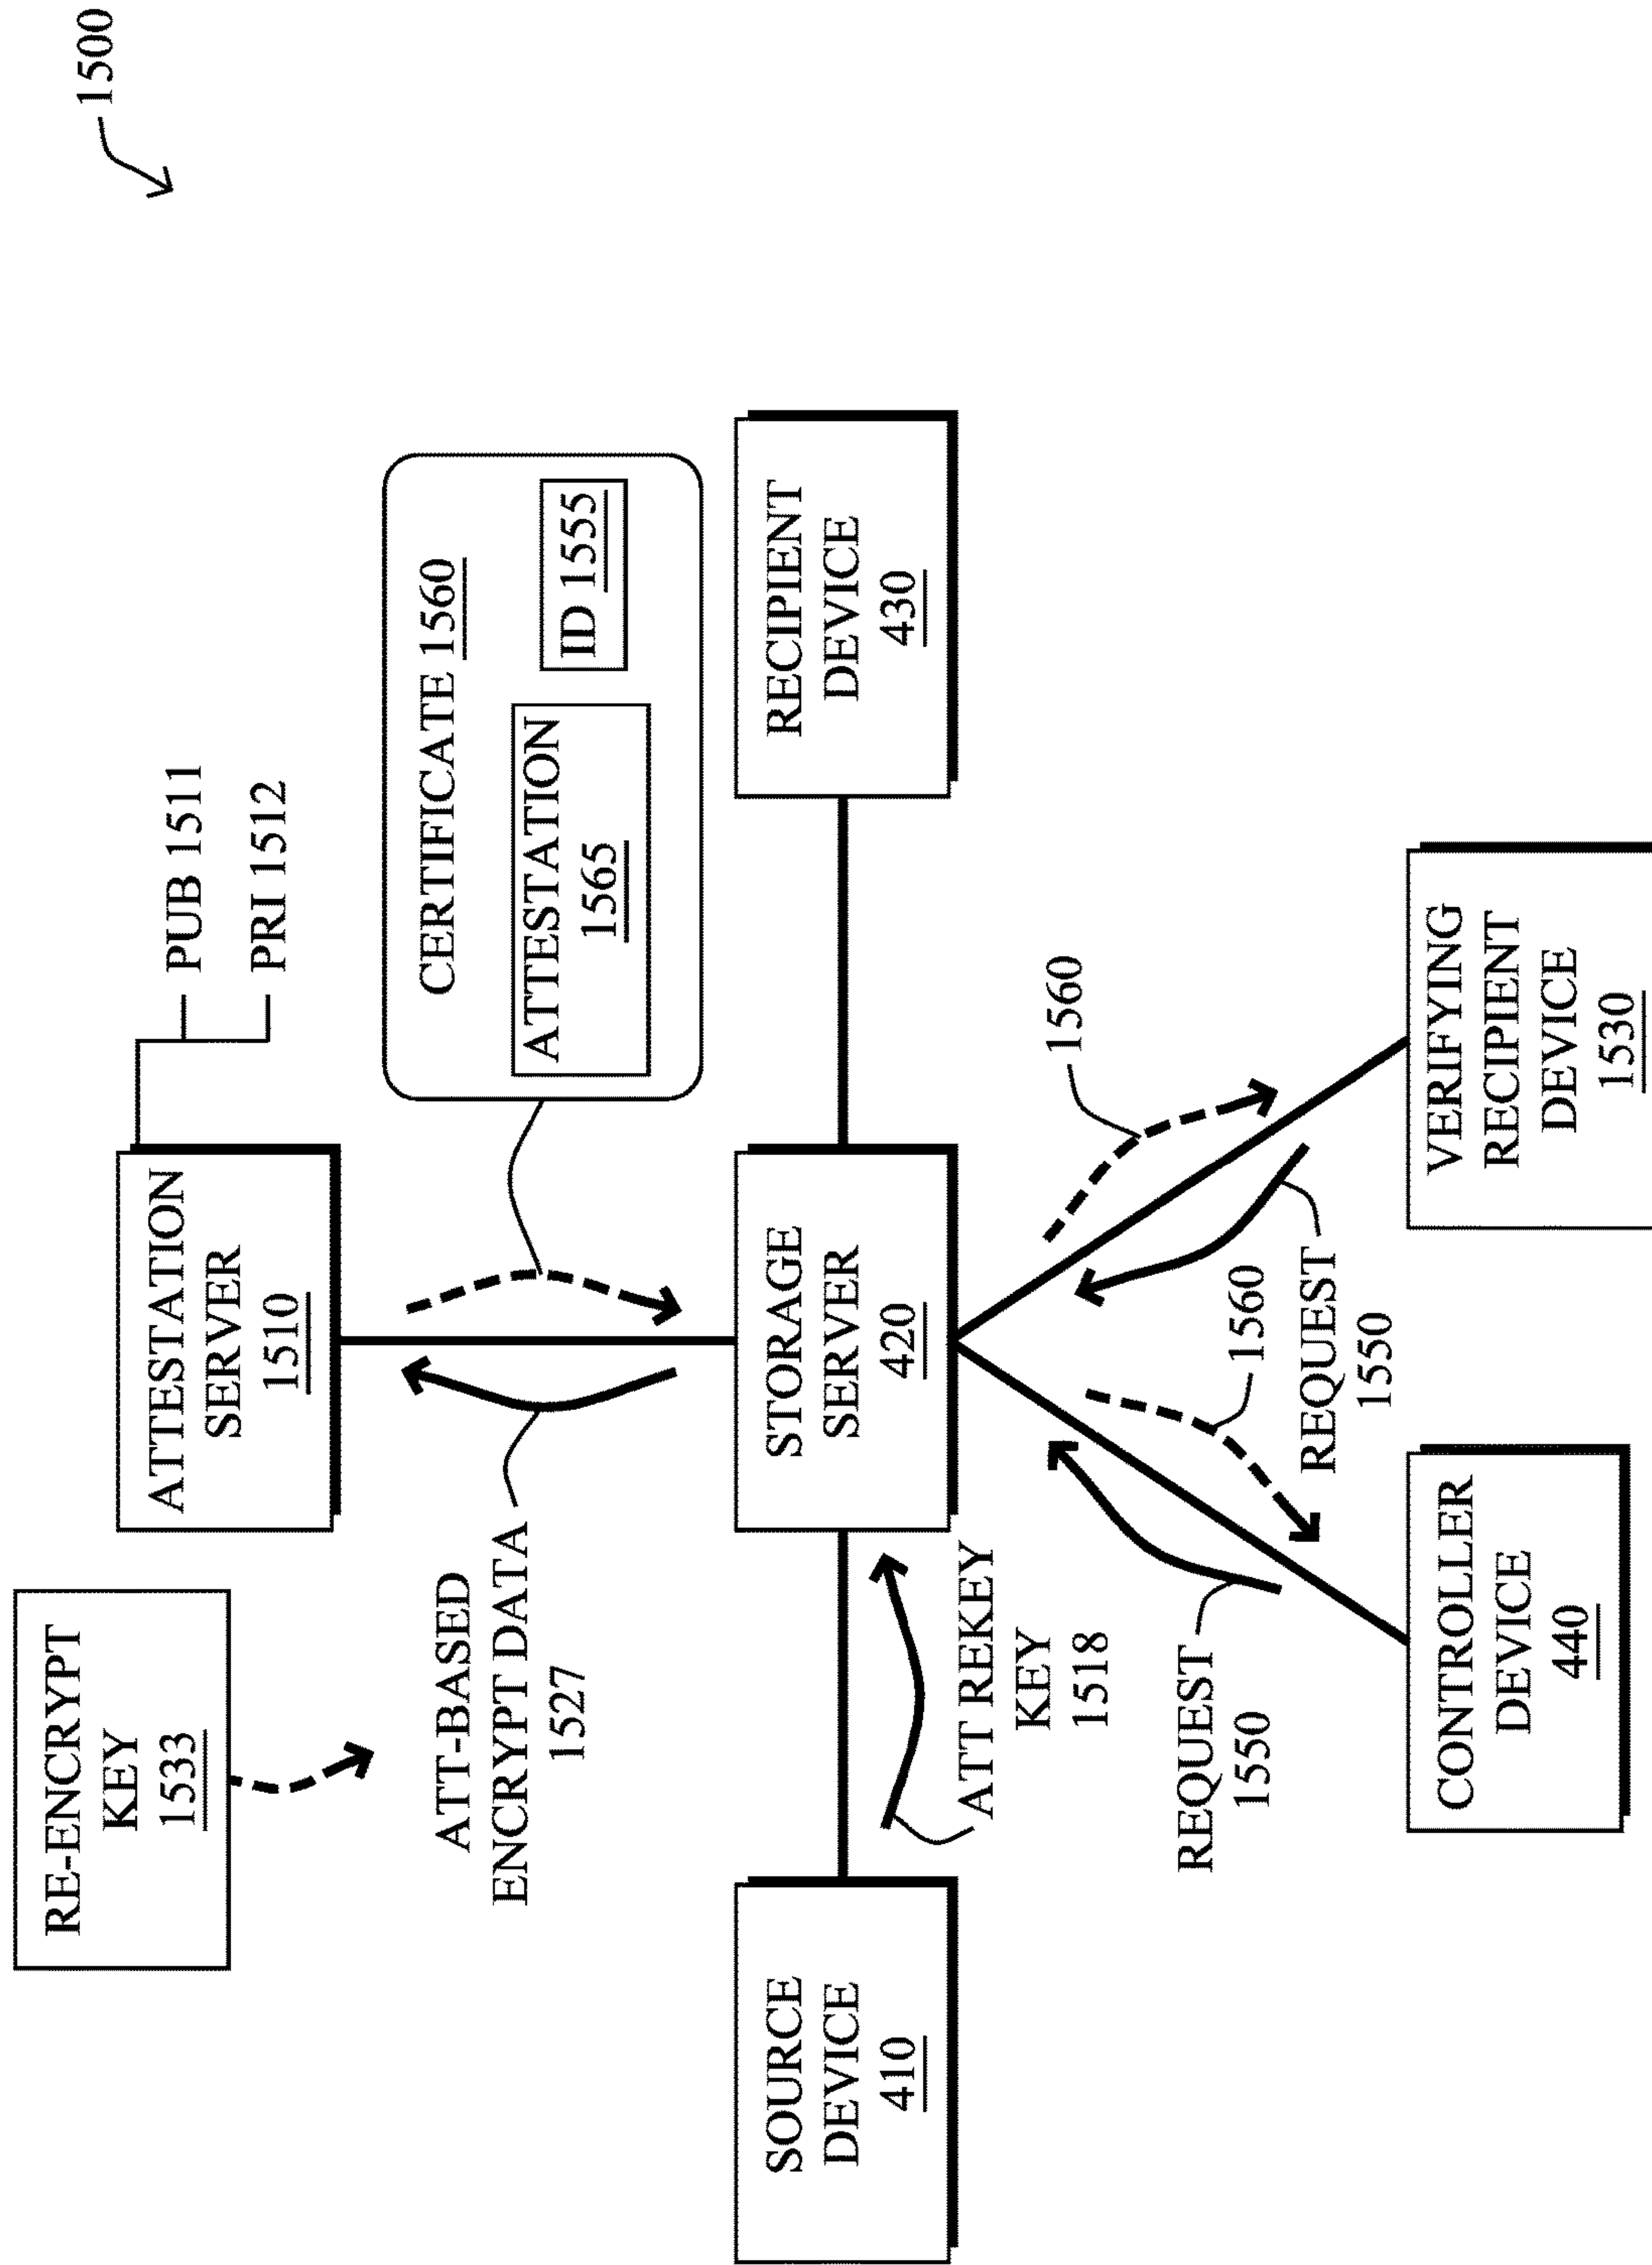 1500
RE-ENCRYPT
KEY
1533
ATTESTATION
SERVER
1510
PUB 1511
PRI 1512
ATT-BASED
ENCRYPT DATA
1527
CERTIFICATE 1560
ATTESTATION
1565
ID 1555
SOURCE
DEVICE
410
STORAGE
SERVER
420
RECIPIENT
DEVICE
430
ATT REKEY
KEY
1518
REQUEST
1550
1560
REQUEST
1550
1560
CONTROLLER
DEVICE
440
VERIFYING
RECIPIENT
DEVICE
1530